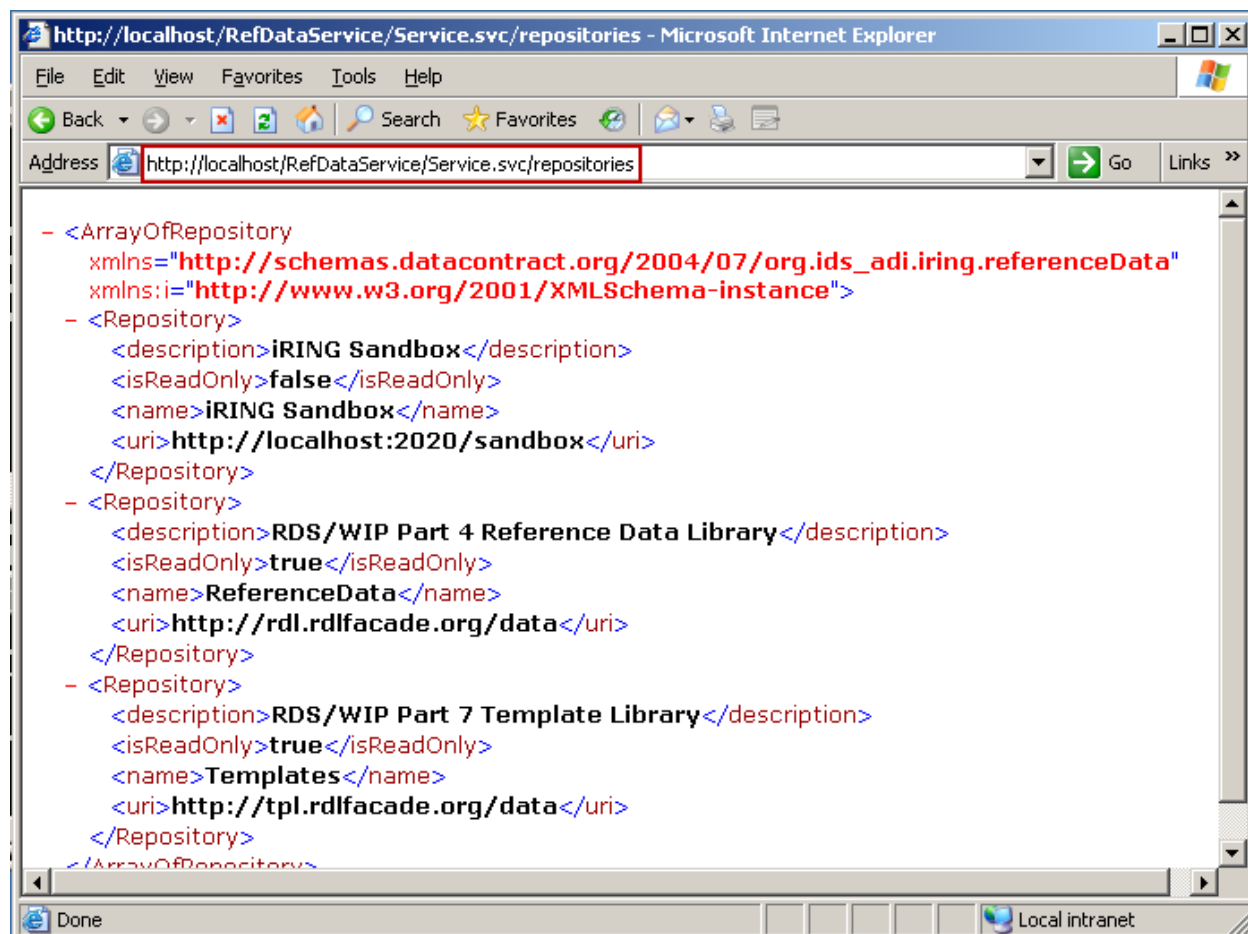 http://localhost/RefDataService/Service.svc/repositories - Microsoft Internet Explorer
File Edit View Favorites Tools Help
Back Search Favorites
Address http://localhost/RefDataService/Service.svc/repositories Go Links »
- <ArrayOfRepository
xmlns="http://schemas.datacontract.org/2004/07/org.ids_adi.iring.referenceData"
xmlns:i="http://www.w3.org/2001/XMLSchema-instance">
- <Repository>
<description>iRING Sandbox</description>
<isReadOnly>false</isReadOnly>
<name>iRING Sandbox</name>
<uri>http://localhost:2020/sandbox</uri>
</Repository>
- <Repository>
<description>RDS/WIP Part 4 Reference Data Library</description>
<isReadOnly>true</isReadOnly>
<name>ReferenceData</name>
<uri>http://rdl.rdlfacade.org/data</uri>
</Repository>
- <Repository>
<description>RDS/WIP Part 7 Template Library</description>
<isReadOnly>true</isReadOnly>
<name>Templates</name>
<uri>http://tpl.rdlfacade.org/data</uri>
</Repository>
</ArrayOfRepository>
Done Local intranet